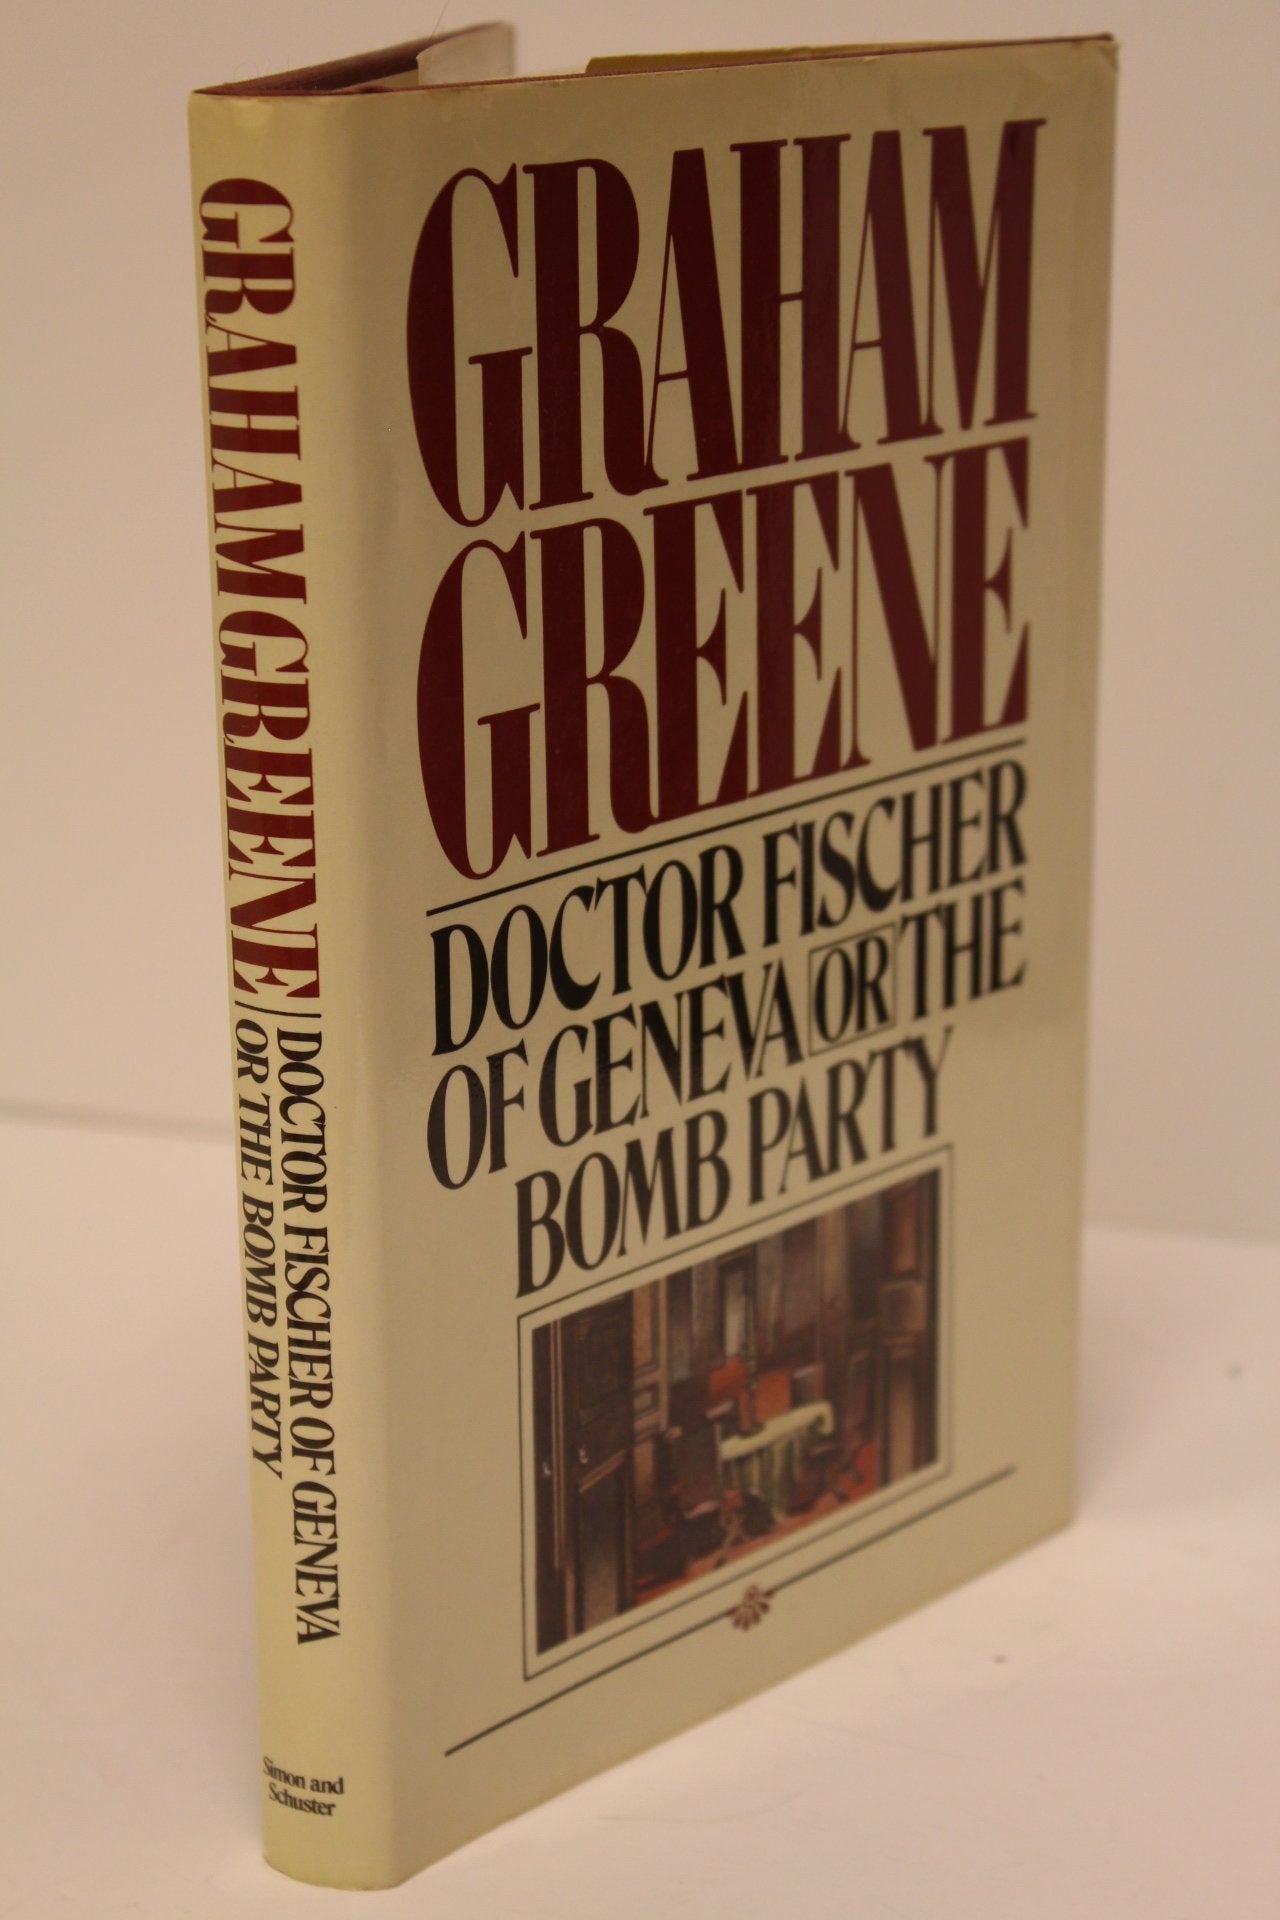 GRAHAM GREENE
DOCTOR FISCHER OF GENEVA
OR THE BOMB PARTY
Simon and
Schuster
GRAHAM
GREENE
DOCTOR FISCHER
OF GENEVA OR THE
BOMB PARTY